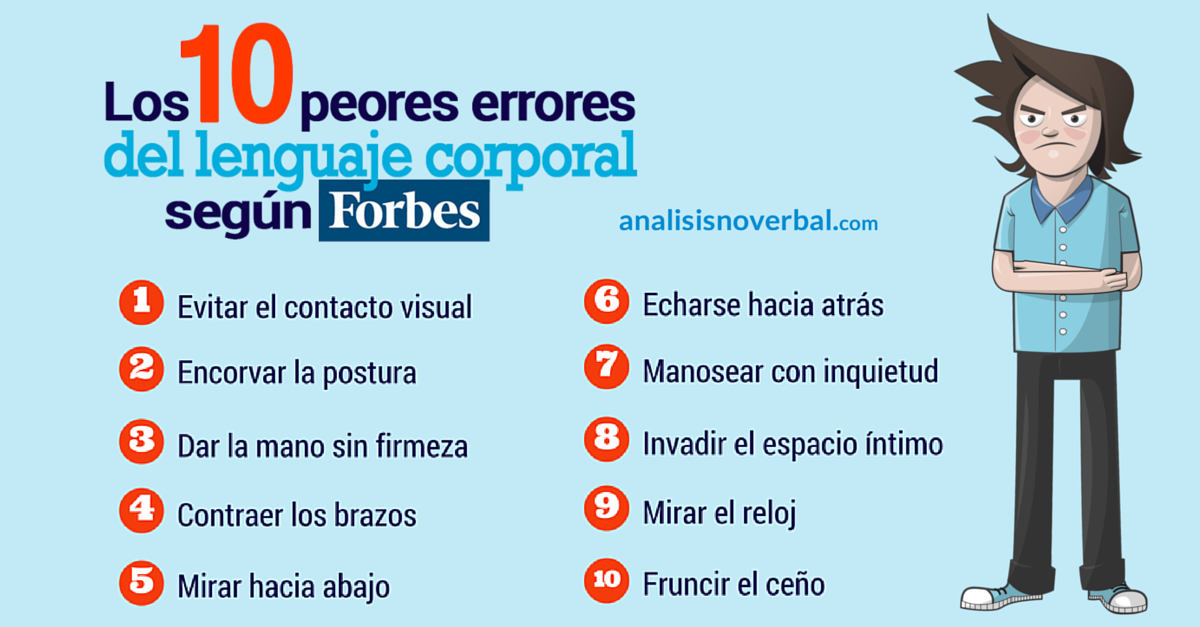 Los 10 peores errores
del lenguaje corporal
según Forbes
analisisnoverbal.com
1 Evitar el contacto visual
2 Encorvar la postura
3 Dar la mano sin firmeza
4 Contraer los brazos
5 Mirar hacia abajo
6 Echarse hacia atrás
7 Manosear con inquietud
8 Invadir el espacio íntimo
9 Mirar el reloj
10 Fruncir el ceño